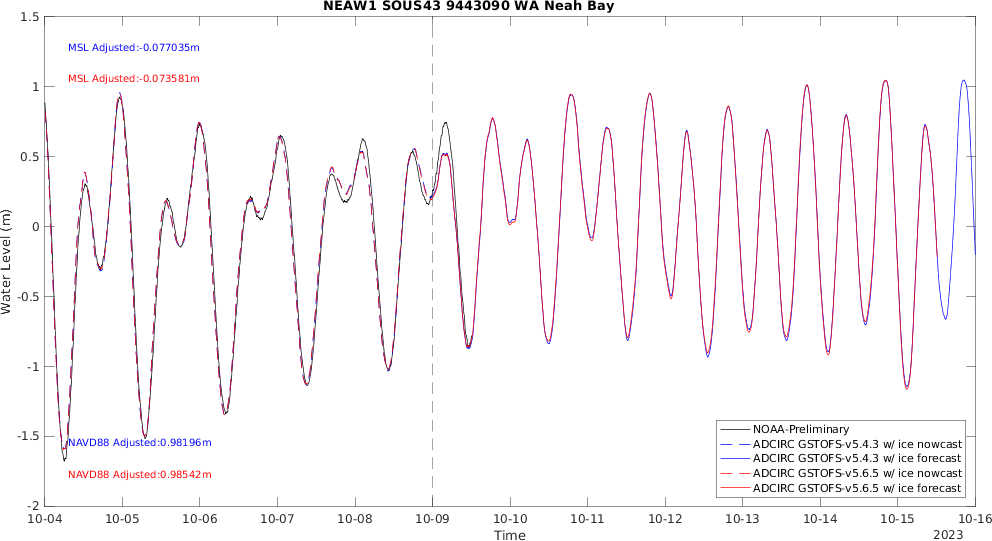 NEAW1 SOUS43 9443090 WA Neah Bay
MSL Adjusted:-0.077035m
MSL Adjusted:-0.073581m
NAVD88 Adjusted:0.98196m
NAVD88 Adjusted:0.98542m
Water Level (m)
1.5
1
0.5
0
-0.5
-1
-1.5
-2
NOAA-Preliminary
ADCIRC GSTOFS-v5.4.3 w/ ice nowcast
ADCIRC GSTOFS-v5.4.3 w/ ice forecast
ADCIRC GSTOFS-v5.6.5 w/ ice nowcast
ADCIRC GSTOFS-v5.6.5 w/ ice forecast
10-04 10-05 10-06 10-07 10-08 10-09 10-10 10-11 10-12 10-13 10-14 10-15 10-16
Time
2023